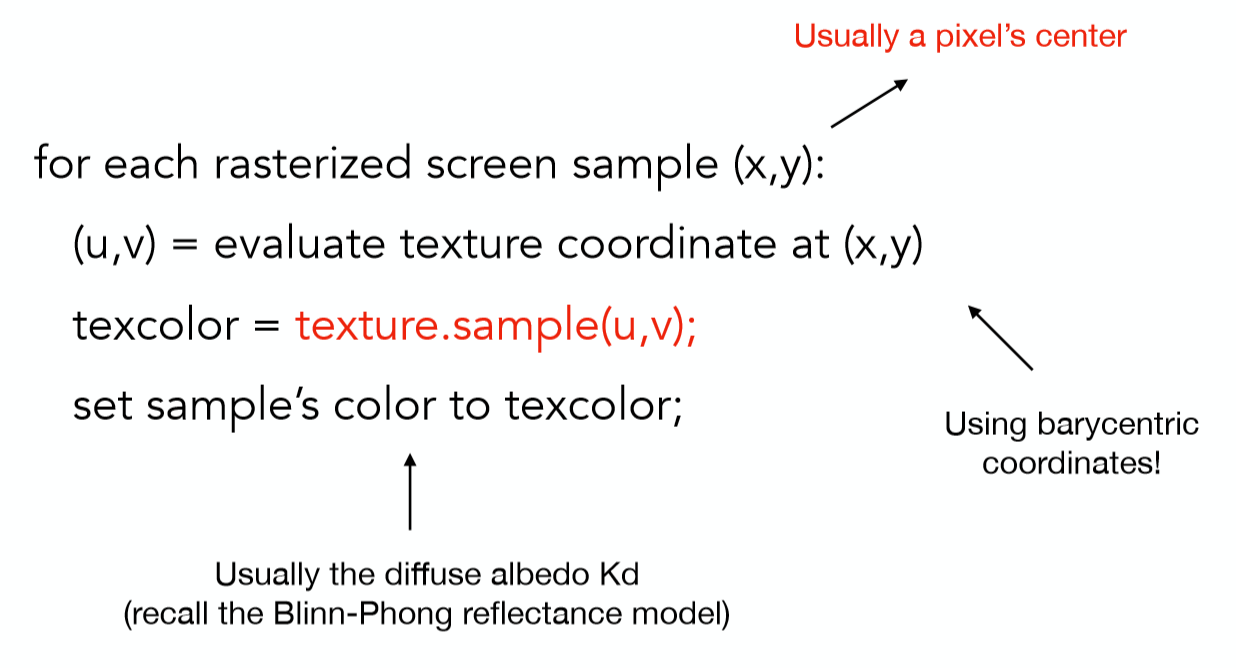 Usually a pixel’s center
for each rasterized screen sample (x,y):
(u,v) = evaluate texture coordinate at (x,y)
texcolor = texture.sample(u,v);
set sample’s color to texcolor;
Using barycentric
coordinates!
Usually the diffuse albedo Kd
(recall the Blinn-Phong reflectance model)